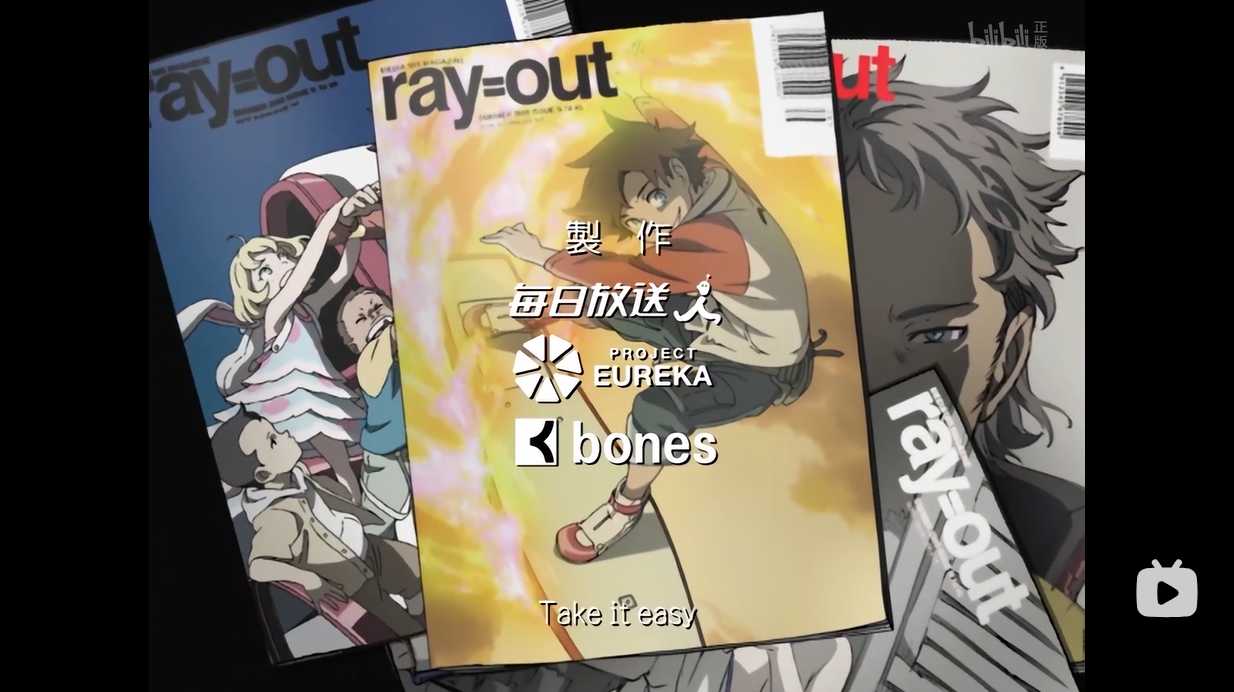 bilibili 正版
ray=out
ray=out
ut
製作
毎日放送
PROJECT
EUREKA
bones
ray=out
Take it easy